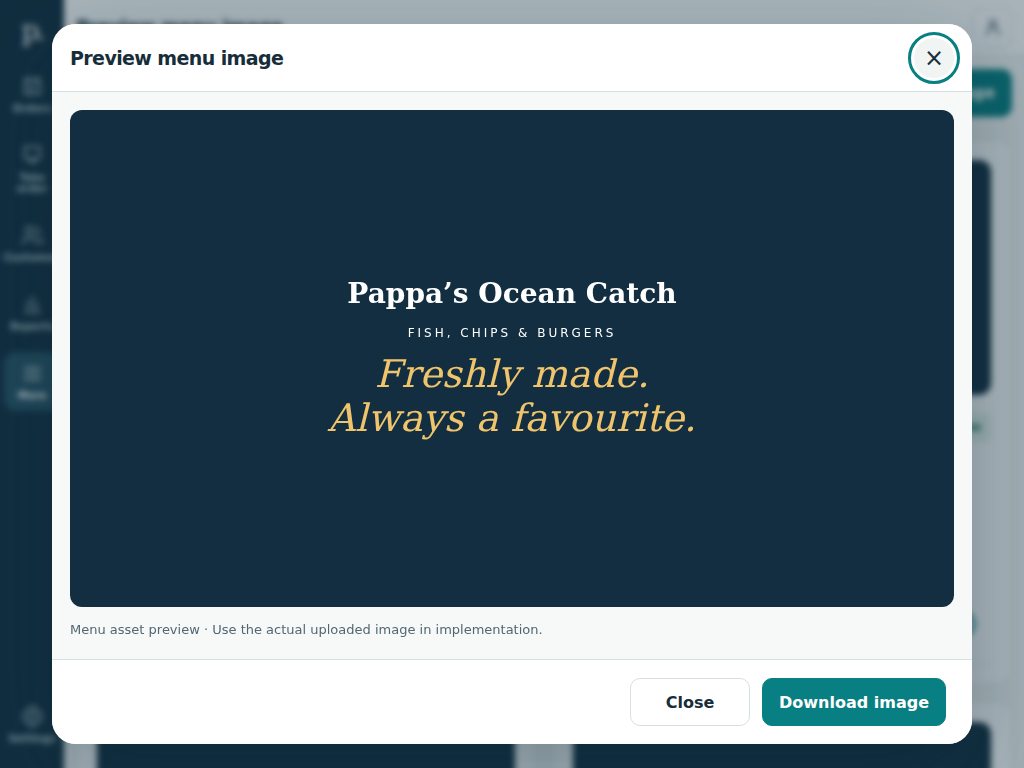 Preview menu image
Pappa’s Ocean Catch
FISH, CHIPS & BURGERS
Freshly made.
Always a favourite.
Menu asset preview · Use the actual uploaded image in implementation.
Close
Download image